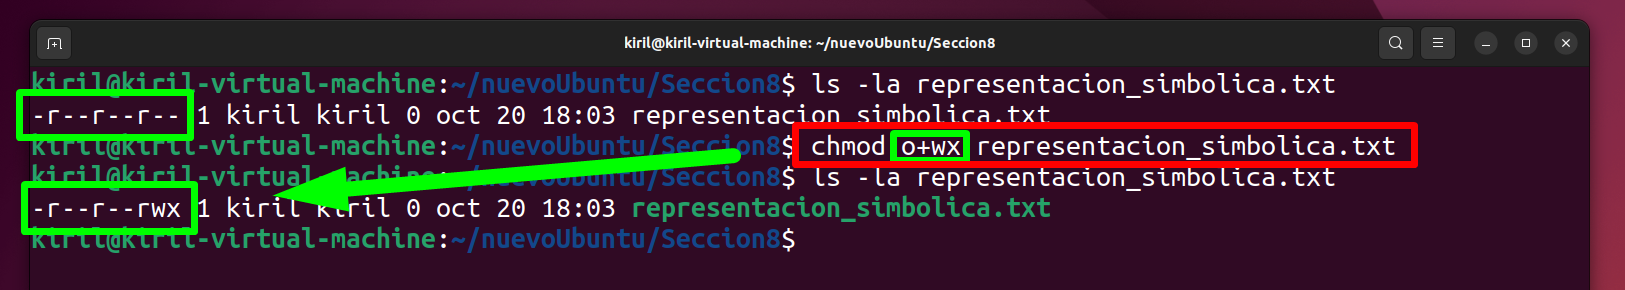 kiril@kiril-virtual-machine: ~/nuevoUbuntu/Seccion8
kiril@kiril-virtual-machine:~/nuevoUbuntu/Seccion8$ ls -la representacion_simbolica.txt
-r--r--r-- 1 kiril kiril 0 oct 20 18:03 representacion_simbolica.txt
kiril@kiril-virtual-machine:~/nuevoUbuntu/Seccion8$ chmod o+wx representacion_simbolica.txt
kiril@kiril-virtual-machine:~/nuevoUbuntu/Seccion8$ ls -la representacion_simbolica.txt
-r--r--rwx 1 kiril kiril 0 oct 20 18:03 representacion_simbolica.txt
kiril@kiril-virtual-machine:~/nuevoUbuntu/Seccion8$